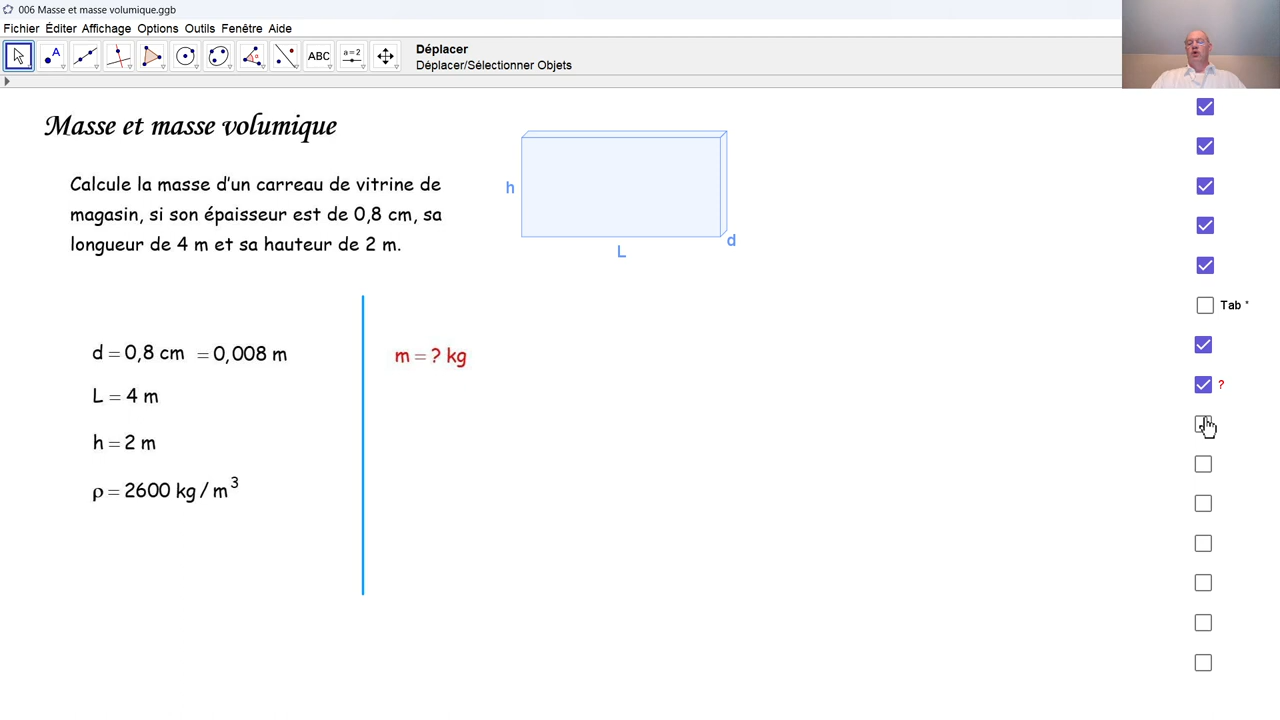 006 Masse et masse volumique.ggb
Fichier Éditer Affichage Options Outils Fenêtre Aide
A ABC a=2
Déplacer
Déplacer/Sélectionner Objets
Masse et masse volumique
Calcule la masse d'un carreau de vitrine de
magasin, si son épaisseur est de 0,8 cm, sa
longueur de 4 m et sa hauteur de 2 m.
h
L
d
Tab *
?
d = 0,8 cm = 0,008 m
L = 4 m
h = 2 m
ρ = 2600 kg / m³
m = ? kg